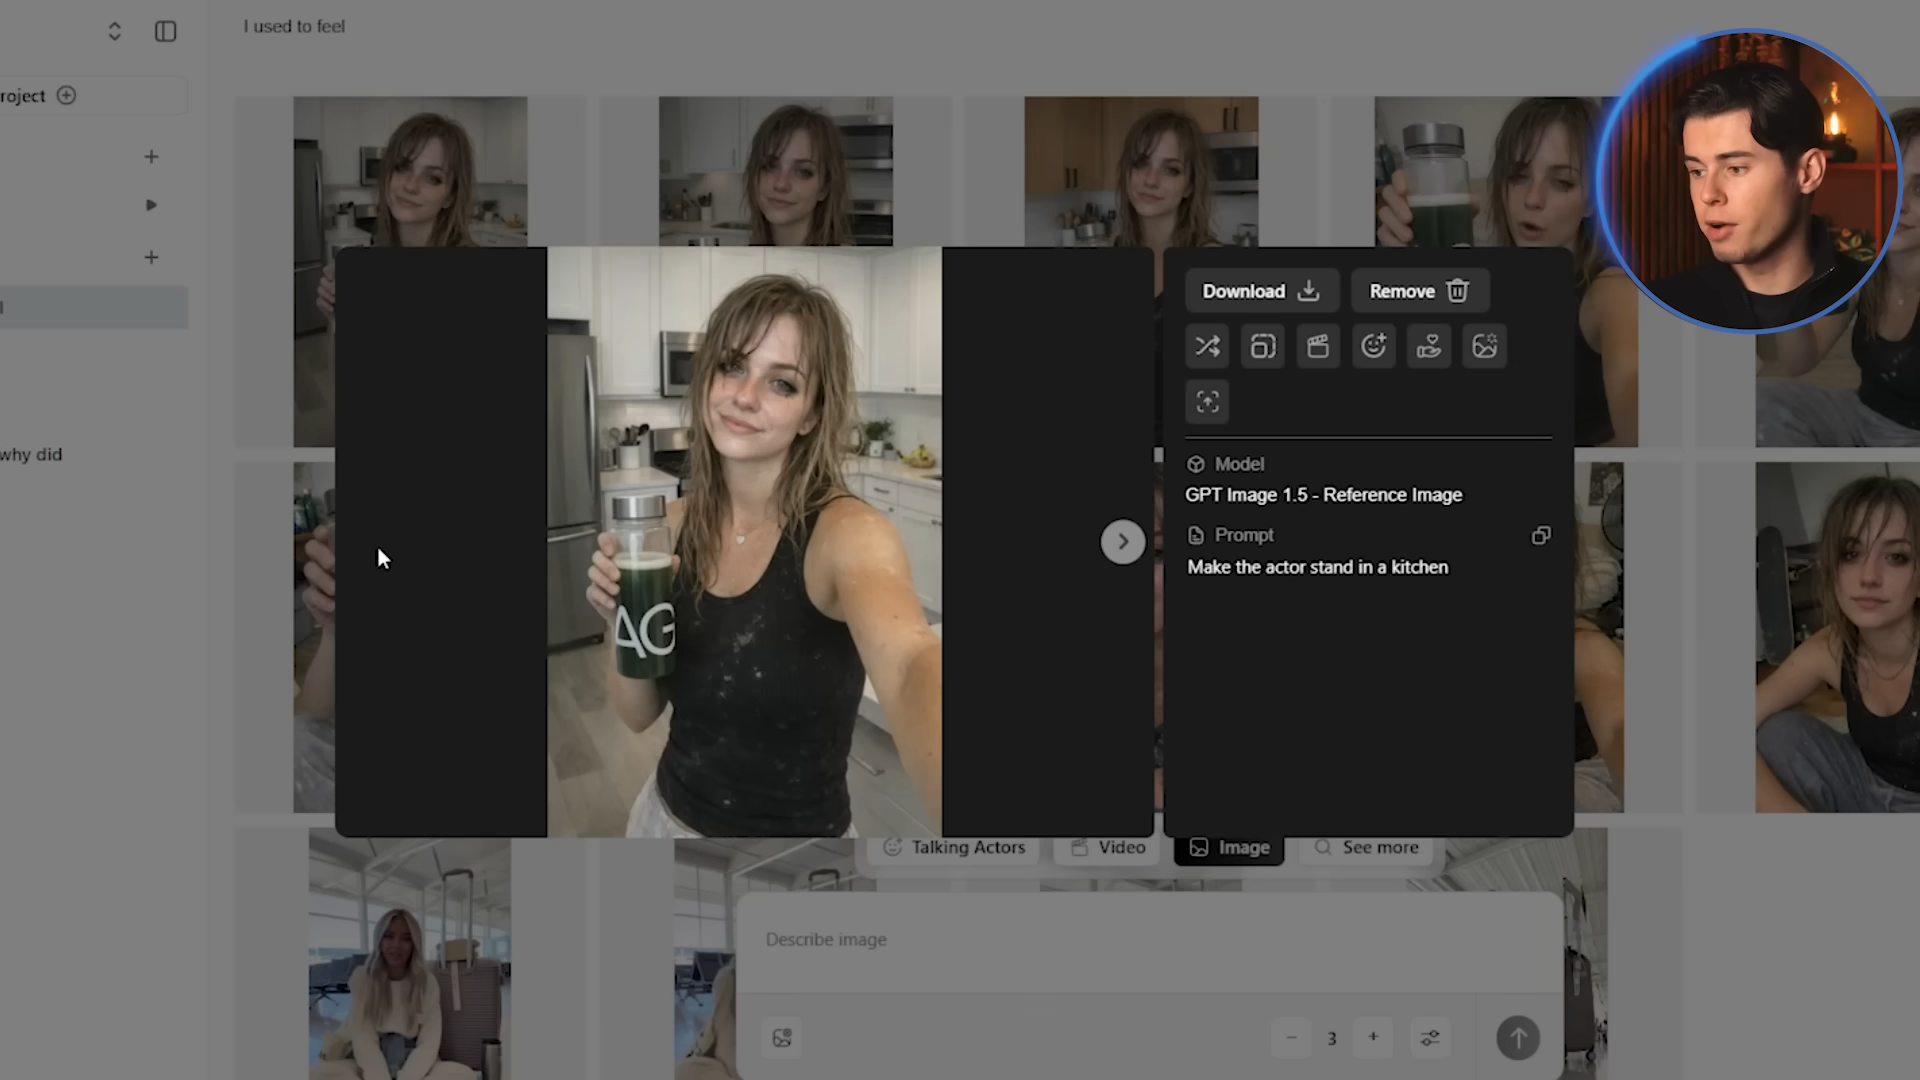 I used to feel
roject
why did
Download
Remove
Model
GPT Image 1.5 - Reference Image
Prompt
Make the actor stand in a kitchen
AG
Talking Actors
Video
Image
See more
Describe image
3